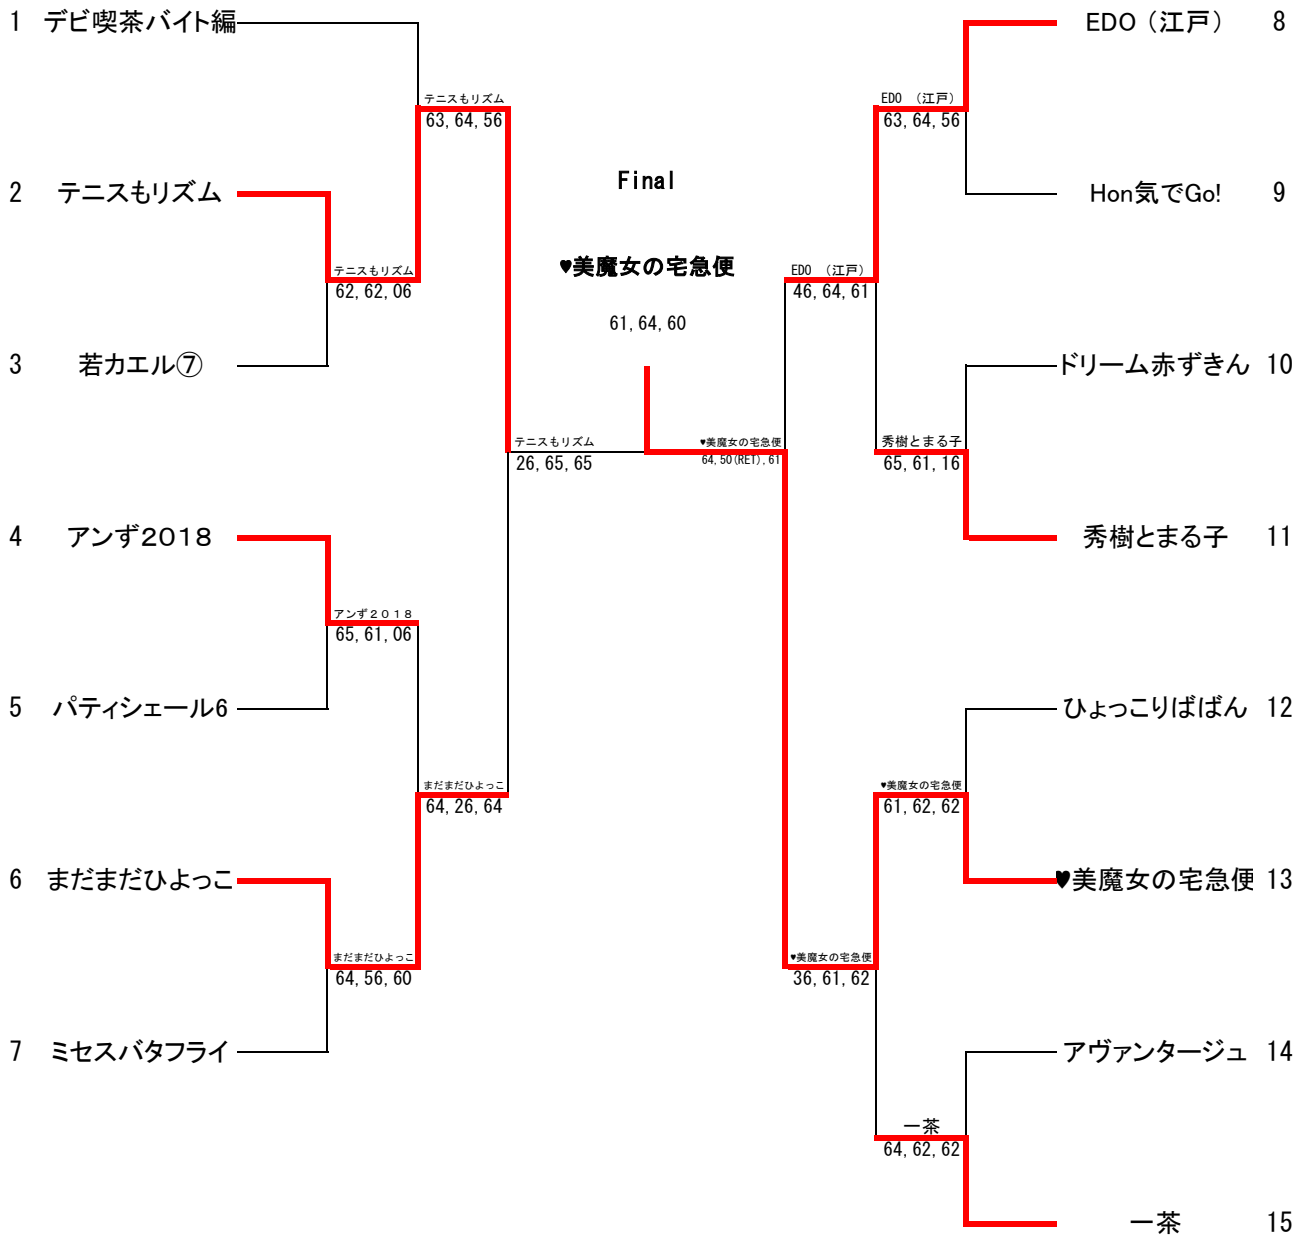 1 デビ喫茶バイト編
EDO（江戸） 8
テニスもリズム
63,64,56
EDO （江戸）
63,64,56
Final
2 テニスもリズム
Hon気でGo! 9
♥美魔女の宅急便
テニスもリズム
62,62,06
EDO （江戸）
46,64,61
61,64,60
3 若カエル⑦
ドリーム赤ずきん 10
テニスもリズム
26,65,65
♥美魔女の宅急便
64,50(RET),61
秀樹とまる子
65,61,16
4 アンず２０１８
秀樹とまる子 11
アンず２０１８
65,61,06
5 パティシェール6
ひょっこりばばん 12
まだまだひよっこ
64,26,64
♥美魔女の宅急便
61,62,62
6 まだまだひよっこ
♥美魔女の宅急便 13
まだまだひよっこ
64,56,60
♥美魔女の宅急便
36,61,62
7 ミセスバタフライ
アヴァンタージュ 14
一茶
64,62,62
一茶 15